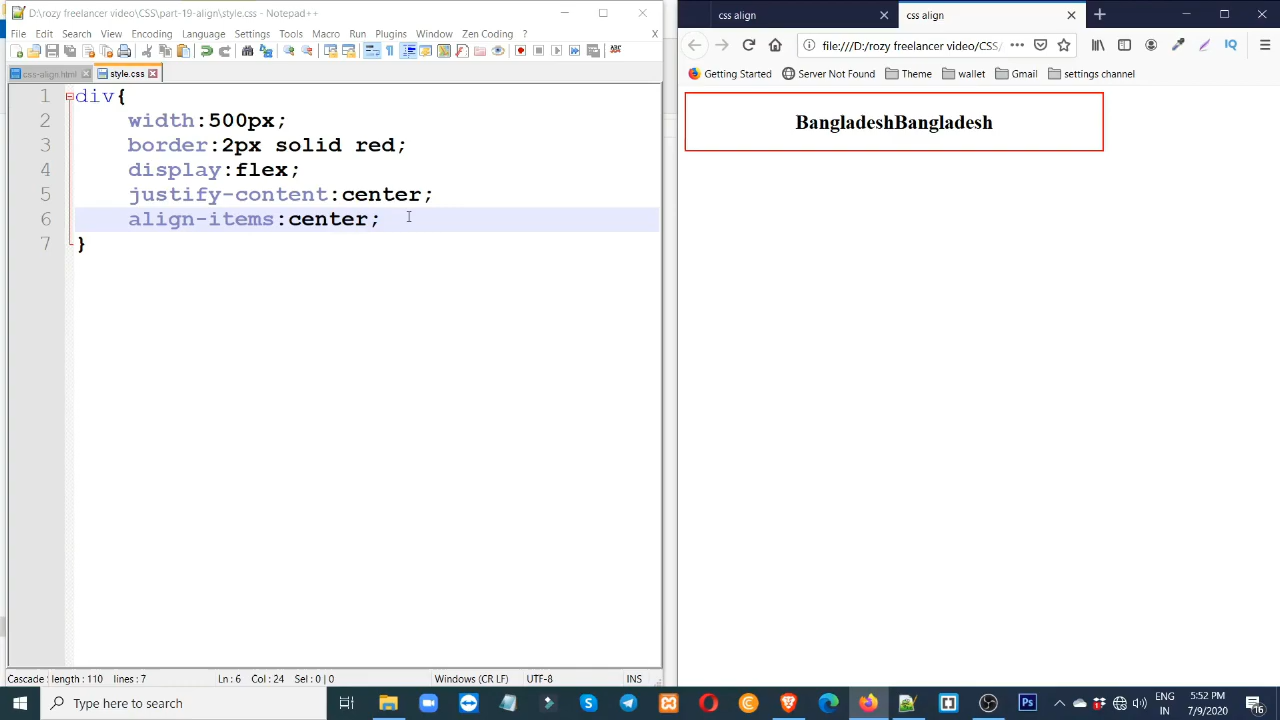 D:\rozy freelancer video\CSS\part-19-align\style.css - Notepad++
File Edit Search View Encoding Language Settings Tools Macro Run Plugins Window Zen Coding ? X
css-align.html style.css
1 div{
2 width:500px;
3 border:2px solid red;
4 display:flex;
5 justify-content:center;
6 align-items:center;
7 }
Cascade length : 110 lines : 7 Ln : 6 Col : 24 Sel : 0 | 0 Windows (CR LF) UTF-8 INS
css align css align
file:///D:/rozy freelancer video/CSS/
Getting Started Server Not Found Theme wallet Gmail settings channel
BangladeshBangladesh
Type here to search
ENG
IN
5:52 PM
7/9/2020
16